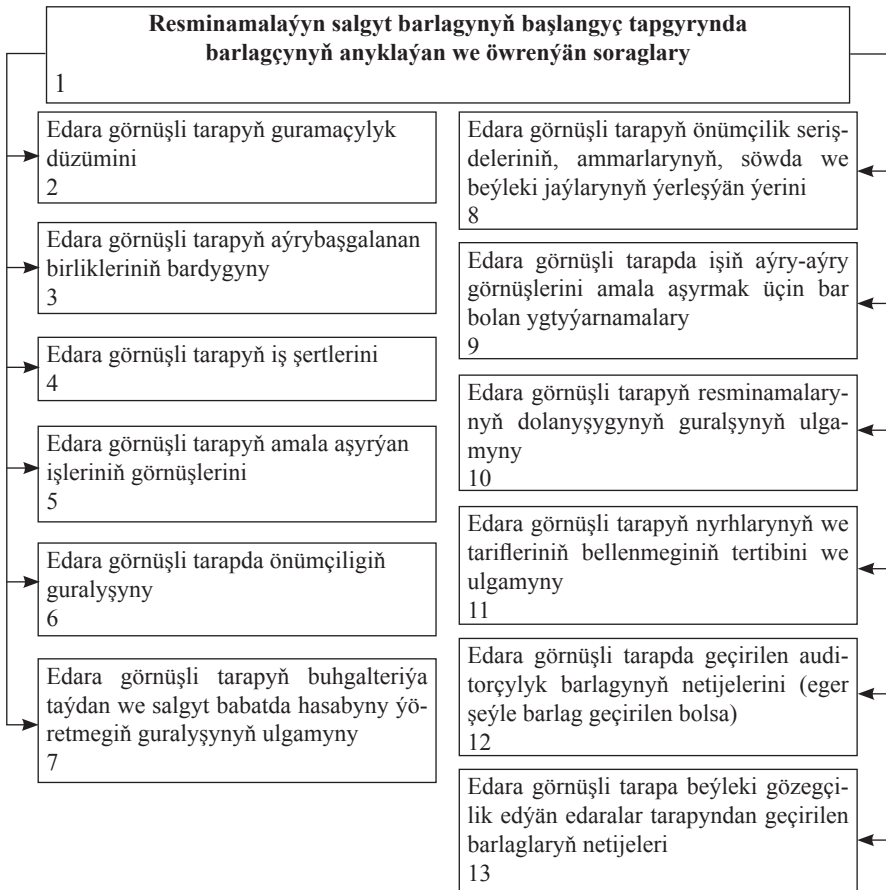 Resminamalaýyn salgyt barlagynyň başlangyç tapgyrynda
barlagçynyň anyklaýan we öwrenýän soraglary
1
Edara görnüşli tarapyň guramaçylyk
düzümini
2
Edara görnüşli tarapyň aýrybaşgalanan
birlikleriniň bardygyny
3
Edara görnüşli tarapyň iş şertlerini
4
Edara görnüşli tarapyň amala aşyrýan
işleriniň görnüşlerini
5
Edara görnüşli tarapda önümçiligiň
guralyşyny
6
Edara görnüşli tarapyň buhgalteriýa
taýdan we salgyt babatda hasabyny ýö-
retmegiň guralyşynyň ulgamyny
7
Edara görnüşli tarapyň önümçilik seriş-
deleriniň, ammarlarynyň, söwda we
beýleki jaýlarynyň ýerleşýän ýerini
8
Edara görnüşli tarapda işiň aýry-aýry
görnüşlerini amala aşyrmak üçin bar
bolan ygtyýarnamalary
9
Edara görnüşli tarapyň resminamalary-
nyň dolanyşygynyň guralşynyň ulga-
myny
10
Edara görnüşli tarapyň nyrhlarynyň we
tarifleriniň bellenmeginiň tertibini we
ulgamyny
11
Edara görnüşli tarapda geçirilen audi-
torçylyk barlagynyň netijelerini (eger
şeýle barlag geçirilen bolsa)
12
Edara görnüşli tarapa beýleki gözegçi-
lik edýän edaralar tarapyndan geçirilen
barlaglaryň netijeleri
13